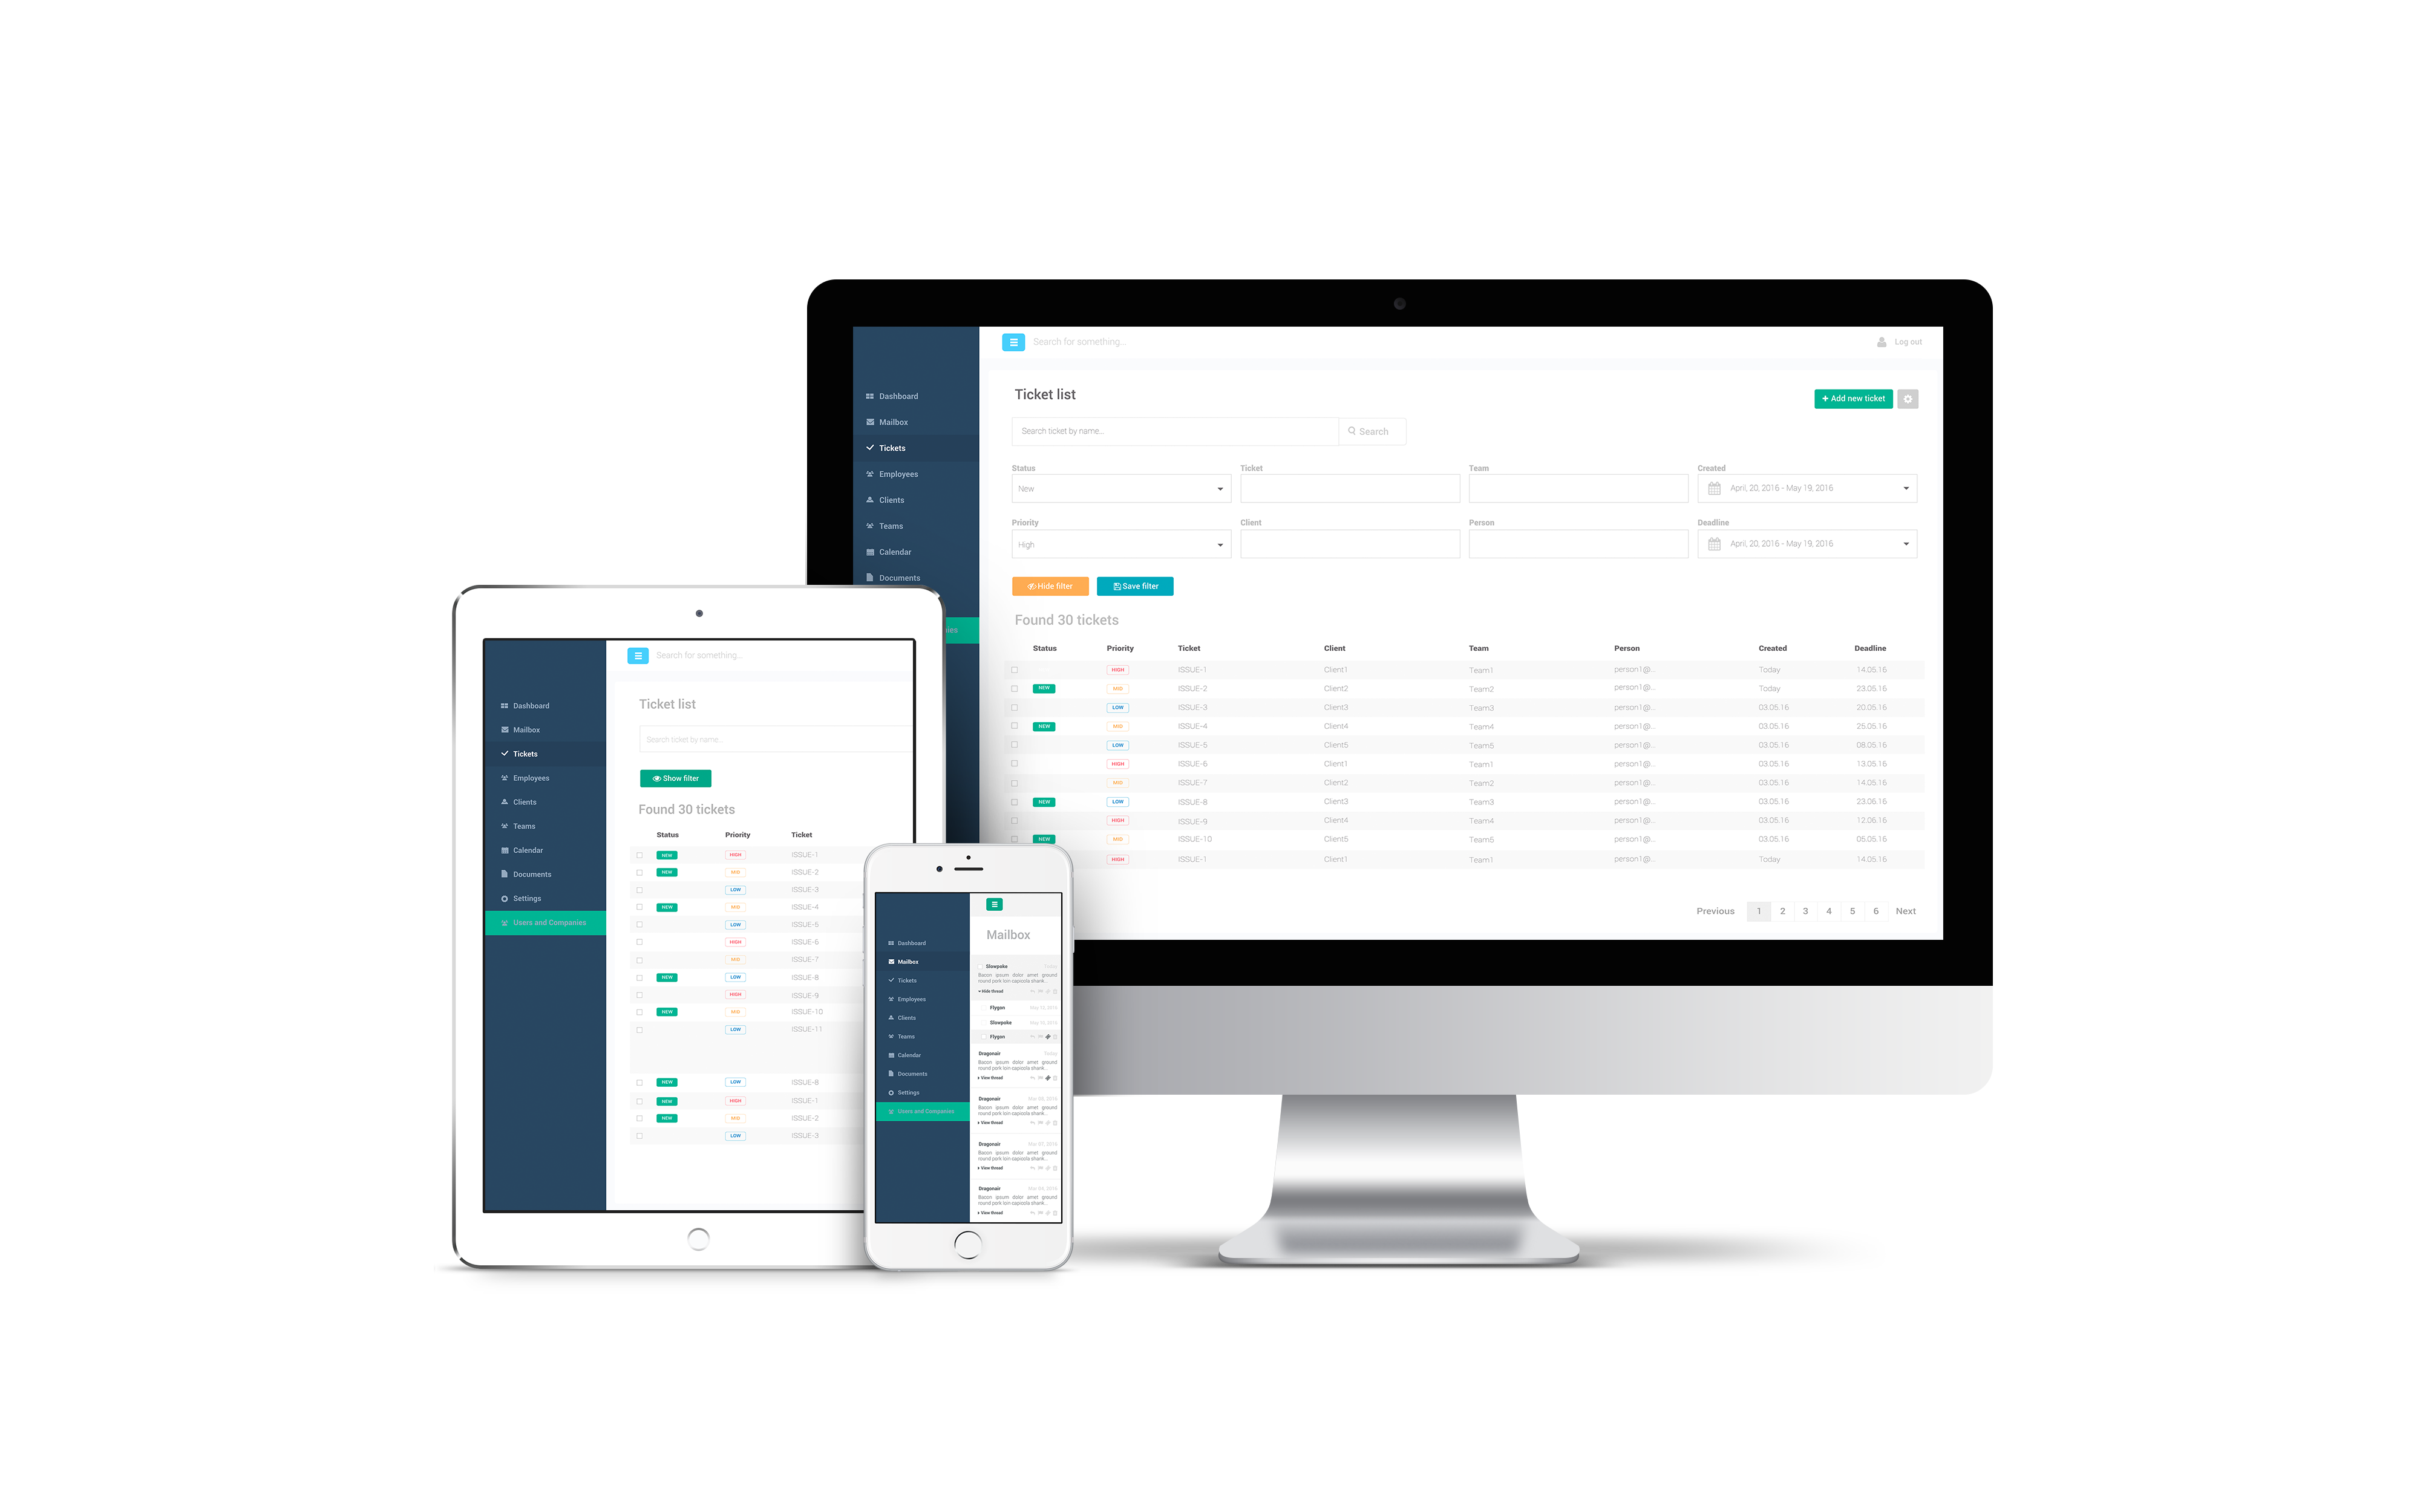 Search for something...
Log out
Dashboard
Mailbox
Tickets
Employees
Clients
Teams
Calendar
Documents
Ticket list
+ Add new ticket
Search ticket by name...
Search
Status
Ticket
Team
Created
New
April, 20, 2016 - May 19, 2016
Priority
Client
Person
Deadline
High
April, 20, 2016 - May 19, 2016
Hide filter
Save filter
Found 30 tickets
Status Priority Ticket Client Team Person Created Deadline
HIGH ISSUE-1 Client1 Team1 person1@... Today 14.05.16
NEW MID ISSUE-2 Client2 Team2 person1@... Today 23.05.16
LOW ISSUE-3 Client3 Team3 person1@... 03.05.16 20.05.16
NEW MID ISSUE-4 Client4 Team4 person1@... 03.05.16 25.05.16
LOW ISSUE-5 Client5 Team5 person1@... 03.05.16 08.05.16
HIGH ISSUE-6 Client1 Team1 person1@... 03.05.16 13.05.16
MID ISSUE-7 Client2 Team2 person1@... 03.05.16 14.05.16
NEW LOW ISSUE-8 Client3 Team3 person1@... 03.05.16 23.06.16
HIGH ISSUE-9 Client4 Team4 person1@... 03.05.16 12.06.16
NEW MID ISSUE-10 Client5 Team5 person1@... 03.05.16 05.05.16
HIGH ISSUE-1 Client1 Team1 person1@... Today 14.05.16
Previous 1 2 3 4 5 6 Next
Search for something...
Dashboard
Mailbox
Tickets
Employees
Clients
Teams
Calendar
Documents
Settings
Users and Companies
Ticket list
Search ticket by name...
Show filter
Found 30 tickets
Status Priority Ticket
NEW HIGH ISSUE-1
NEW MID ISSUE-2
LOW ISSUE-3
NEW MID ISSUE-4
LOW ISSUE-5
HIGH ISSUE-6
MID ISSUE-7
NEW LOW ISSUE-8
HIGH ISSUE-9
NEW MID ISSUE-10
LOW ISSUE-11
NEW LOW ISSUE-8
NEW HIGH ISSUE-1
NEW MID ISSUE-2
LOW ISSUE-3
Dashboard
Mailbox
Tickets
Employees
Clients
Teams
Calendar
Documents
Settings
Users and Companies
Mailbox
Slowpoke
Bacon ipsum dolor amet ground
round pork loin capicola shank...
Hide thread
Flygon
Slowpoke
Flygon
Dragonair
Bacon ipsum dolor amet ground
round pork loin capicola shank...
View thread
Dragonair
Bacon ipsum dolor amet ground
round pork loin capicola shank...
View thread
Dragonair
Bacon ipsum dolor amet ground
round pork loin capicola shank...
View thread
Dragonair
Bacon ipsum dolor amet ground
round pork loin capicola shank...
View thread